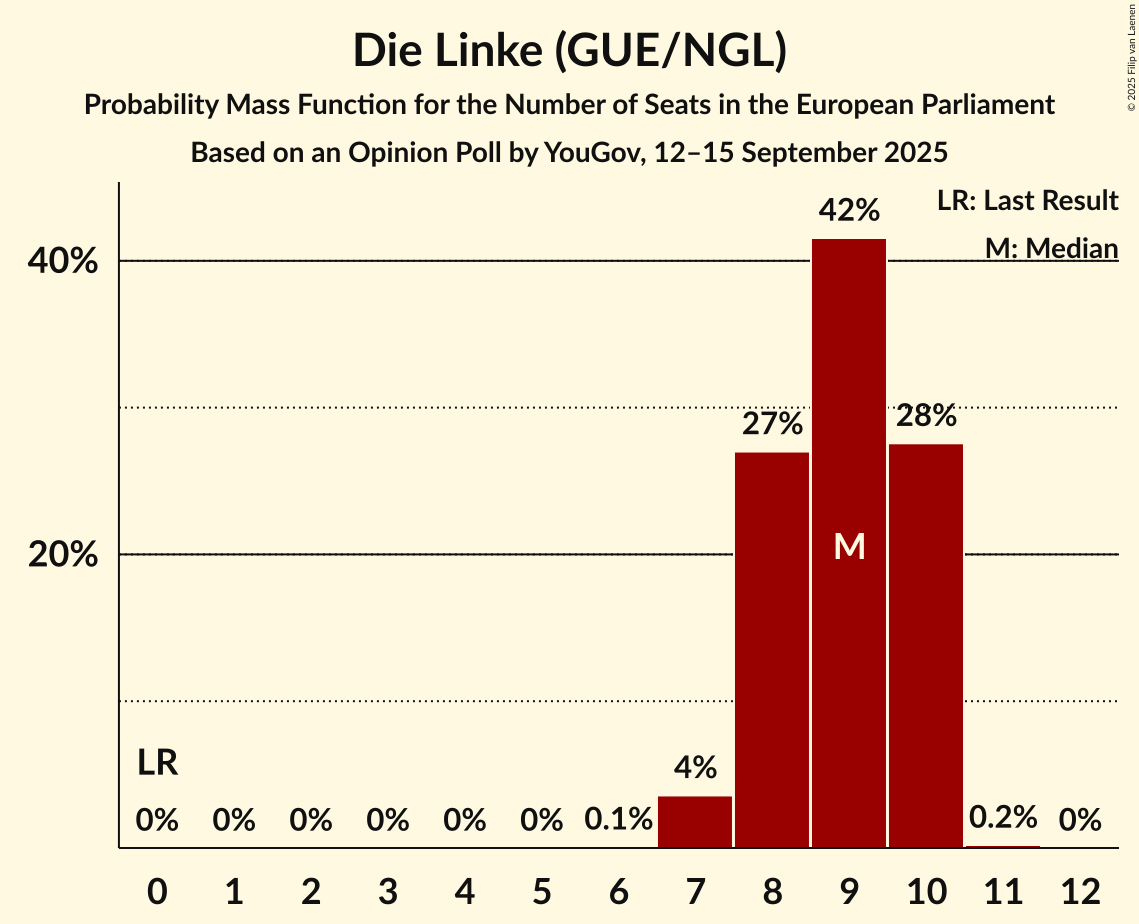 Die Linke (GUE/NGL)
Probability Mass Function for the Number of Seats in the European Parliament
Based on an Opinion Poll by YouGov, 12–15 September 2025
© 2025 Filip van Laenen
LR: Last Result
M: Median
40%
20%
42%
27%
28%
M
LR
4%
0% 0% 0% 0% 0% 0% 0.1% 0.2% 0%
0 1 2 3 4 5 6 7 8 9 10 11 12